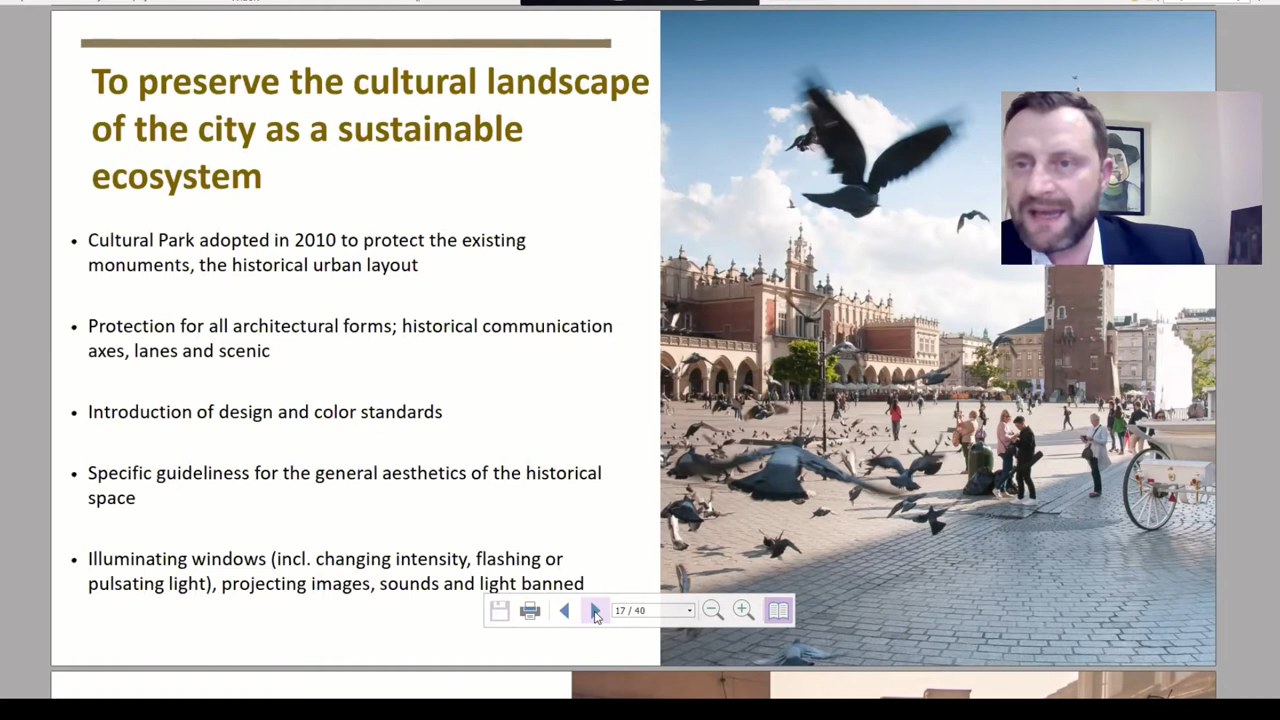 To preserve the cultural landscape
of the city as a sustainable
ecosystem
• Cultural Park adopted in 2010 to protect the existing
monuments, the historical urban layout
• Protection for all architectural forms; historical communication
axes, lanes and scenic
• Introduction of design and color standards
• Specific guideliness for the general aesthetics of the historical
space
• Illuminating windows (incl. changing intensity, flashing or
pulsating light), projecting images, sounds and light banned
17 / 40